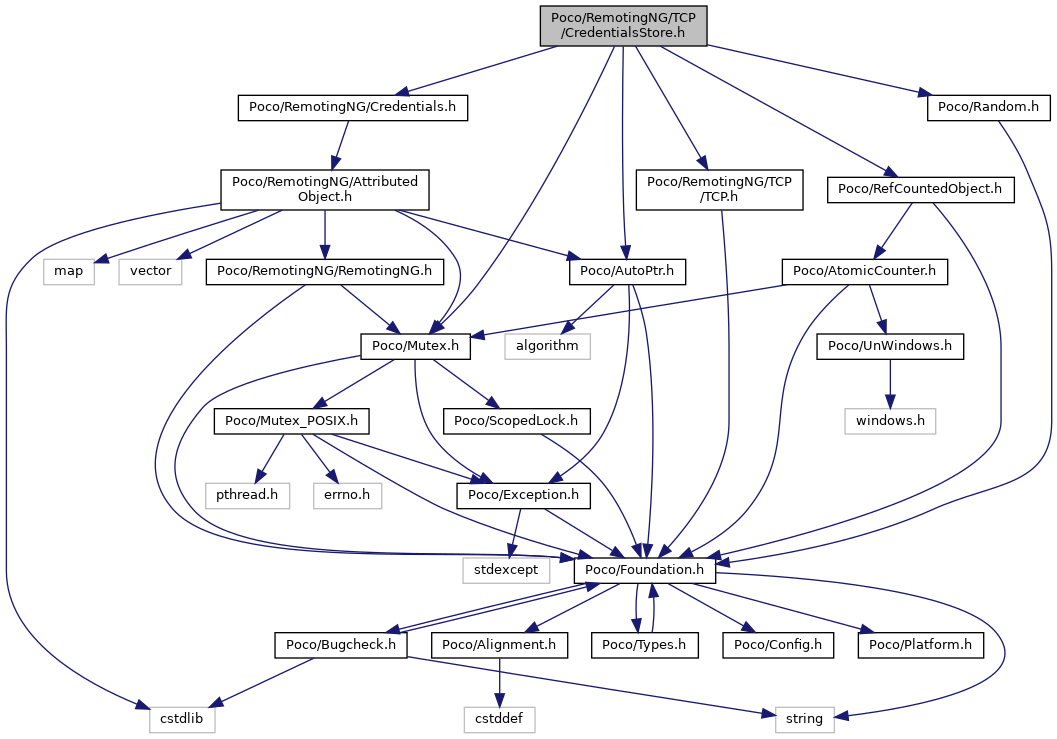 Poco/RemotingNG/TCP
/CredentialsStore.h
Poco/RemotingNG/Credentials.h
Poco/Random.h
Poco/RemotingNG/Attributed
Object.h
Poco/RemotingNG/TCP
/TCP.h
Poco/RefCountedObject.h
map
vector
Poco/RemotingNG/RemotingNG.h
Poco/AutoPtr.h
Poco/AtomicCounter.h
Poco/Mutex.h
algorithm
Poco/UnWindows.h
Poco/Mutex_POSIX.h
Poco/ScopedLock.h
windows.h
pthread.h
errno.h
Poco/Exception.h
stdexcept
Poco/Foundation.h
Poco/Bugcheck.h
Poco/Alignment.h
Poco/Types.h
Poco/Config.h
Poco/Platform.h
cstdlib
cstddef
string